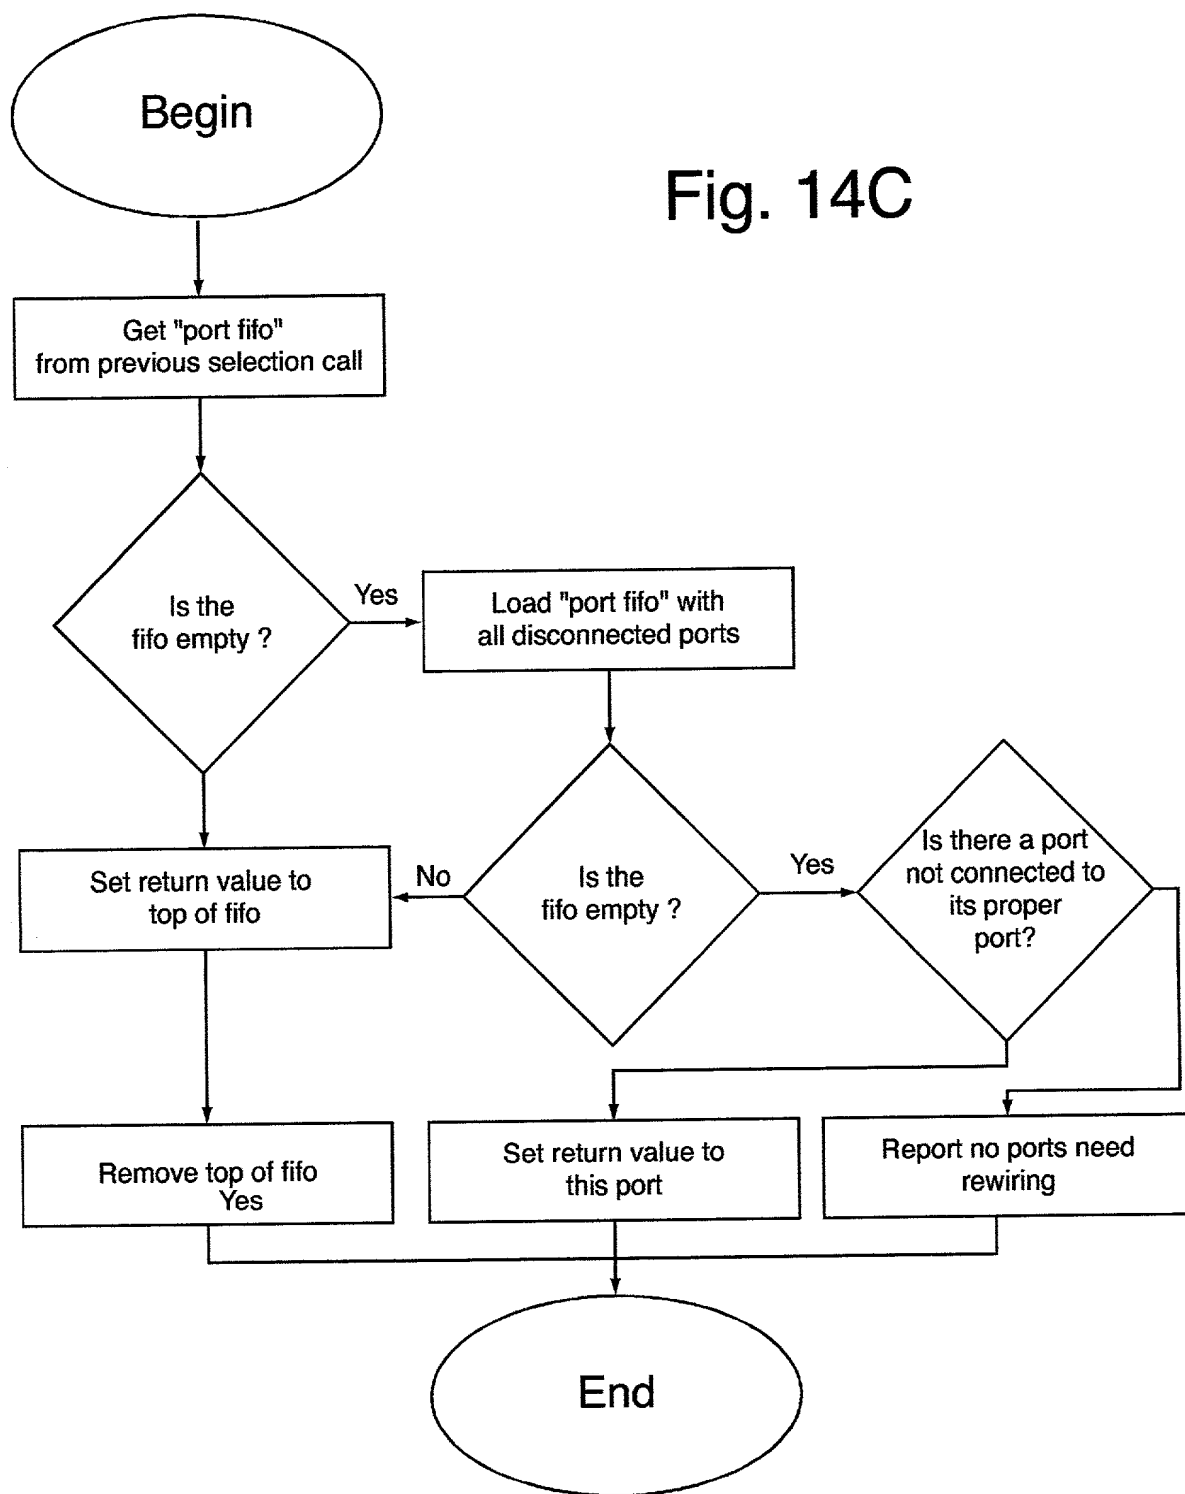 Begin
Fig. 14C
Get "port fifo"
from previous selection call
Is the
fifo empty ?
Yes
Load "port fifo" with
all disconnected ports
Set return value to
top of fifo
No
Is the
fifo empty ?
Yes
Is there a port
not connected to
its proper
port?
Remove top of fifo
Yes
Set return value to
this port
Report no ports need
rewiring
End